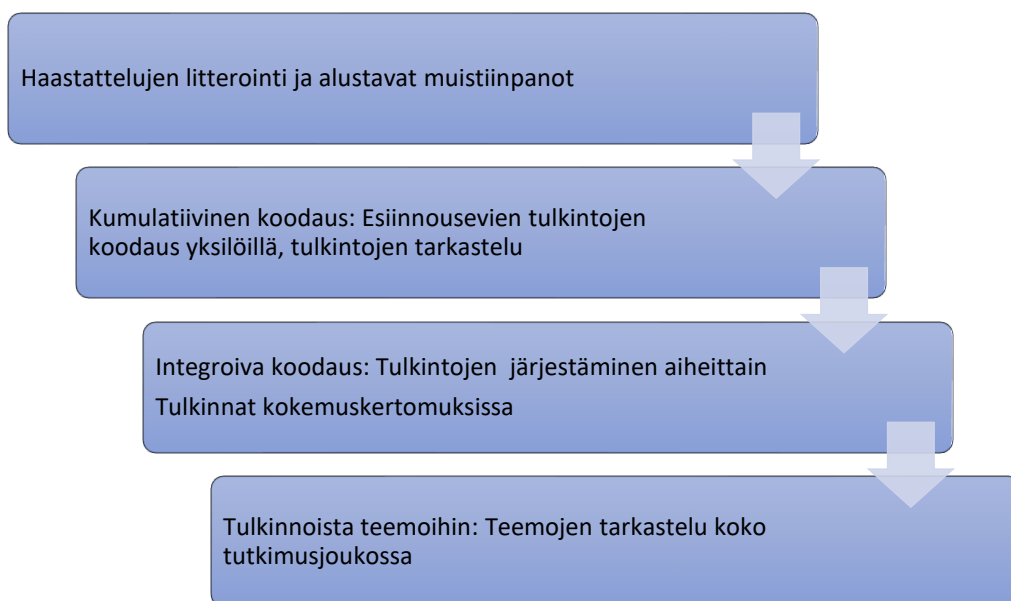 Haastattelujen litterointi ja alustavat muistiinpanot
Kumulatiivinen koodaus: Esiinnousevien tulkintojen
koodaus yksilöillä, tulkintojen tarkastelu
Integroiva koodaus: Tulkintojen  järjestäminen aiheittain
Tulkinnat kokemuskertomuksissa
Tulkinnoista teemoihin: Teemojen tarkastelu koko
tutkimusjoukossa